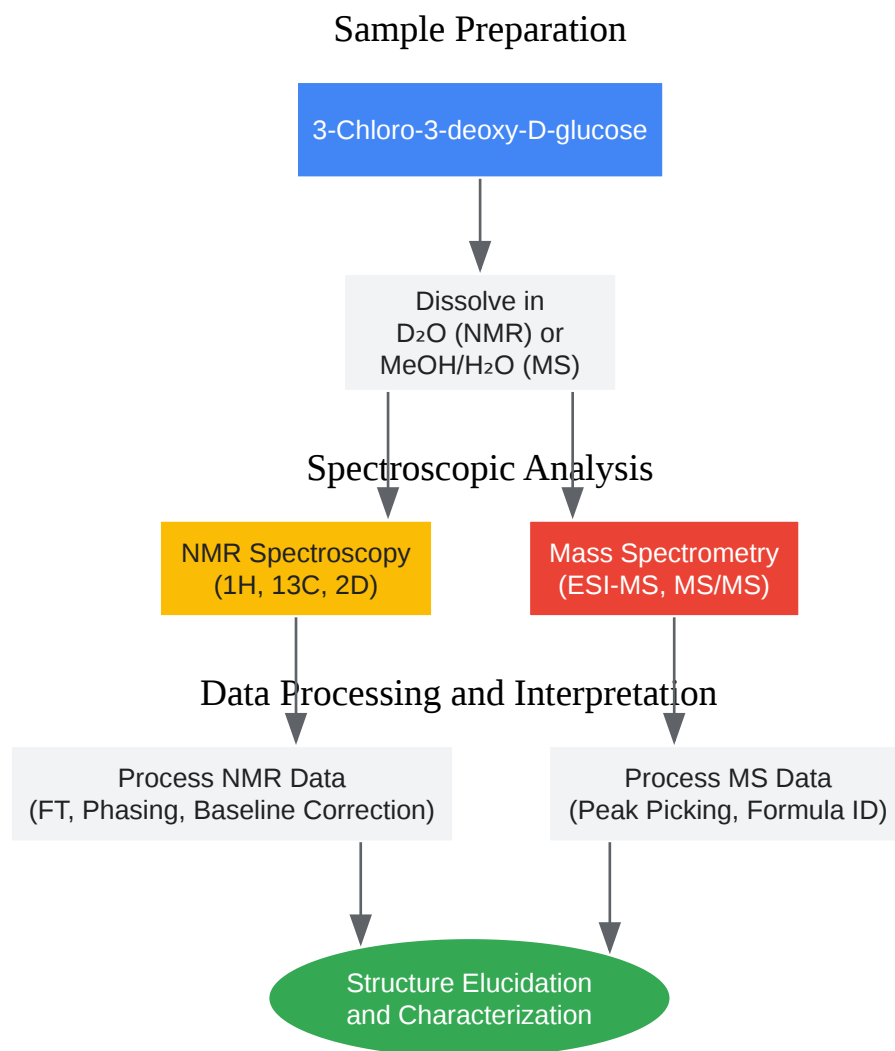 Sample Preparation
3-Chloro-3-deoxy-D-glucose
Dissolve in
D₂O (NMR) or
MeOH/H₂O (MS)
Spectroscopic Analysis
NMR Spectroscopy
(1H, 13C, 2D)
Mass Spectrometry
(ESI-MS, MS/MS)
Data Processing and Interpretation
Process NMR Data
(FT, Phasing, Baseline Correction)
Process MS Data
(Peak Picking, Formula ID)
Structure Elucidation
and Characterization